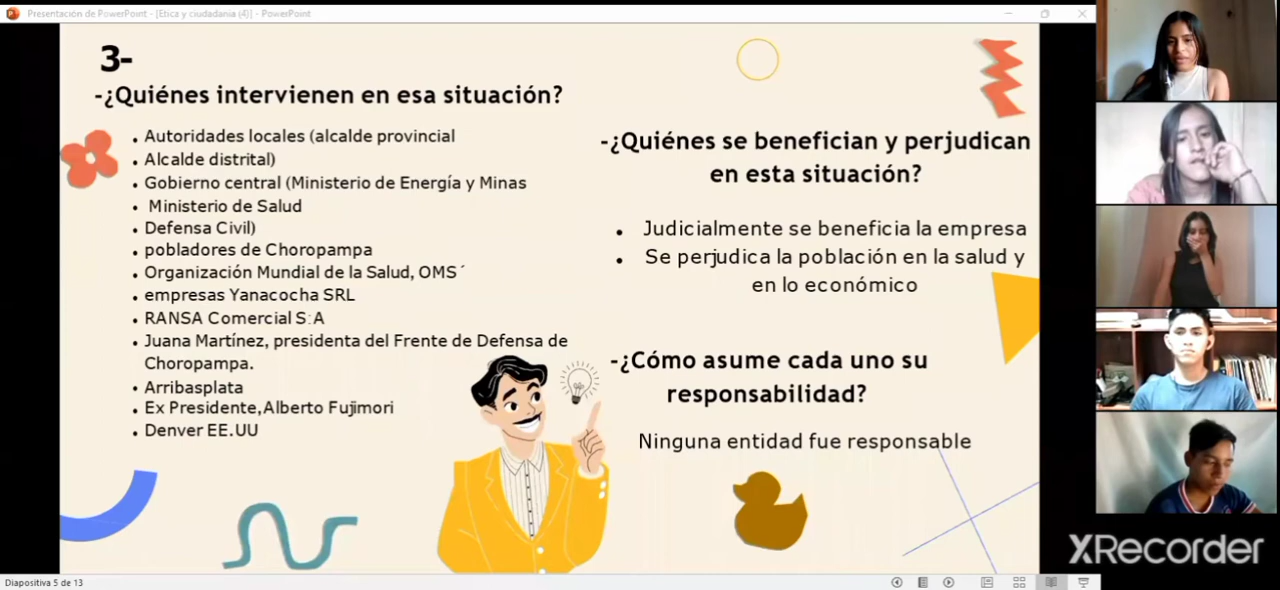 Presentación de PowerPoint - [Etica y ciudadania (4)] - PowerPoint
3-
-¿Quiénes intervienen en esa situación?
• Autoridades locales (alcalde provincial
• Alcalde distrital)
• Gobierno central (Ministerio de Energía y Minas
• Ministerio de Salud
• Defensa Civil)
• pobladores de Choropampa
• Organización Mundial de la Salud, OMS´
• empresas Yanacocha SRL
• RANSA Comercial S:A
• Juana Martínez, presidenta del Frente de Defensa de
Choropampa.
• Arribasplata
• Ex Presidente,Alberto Fujimori
• Denver EE.UU
-¿Quiénes se benefician y perjudican
en esta situación?
• Judicialmente se beneficia la empresa
• Se perjudica la población en la salud y
en lo económico
-¿Cómo asume cada uno su
responsabilidad?
Ninguna entidad fue responsable
XRecorder
Diapositiva 5 de 13